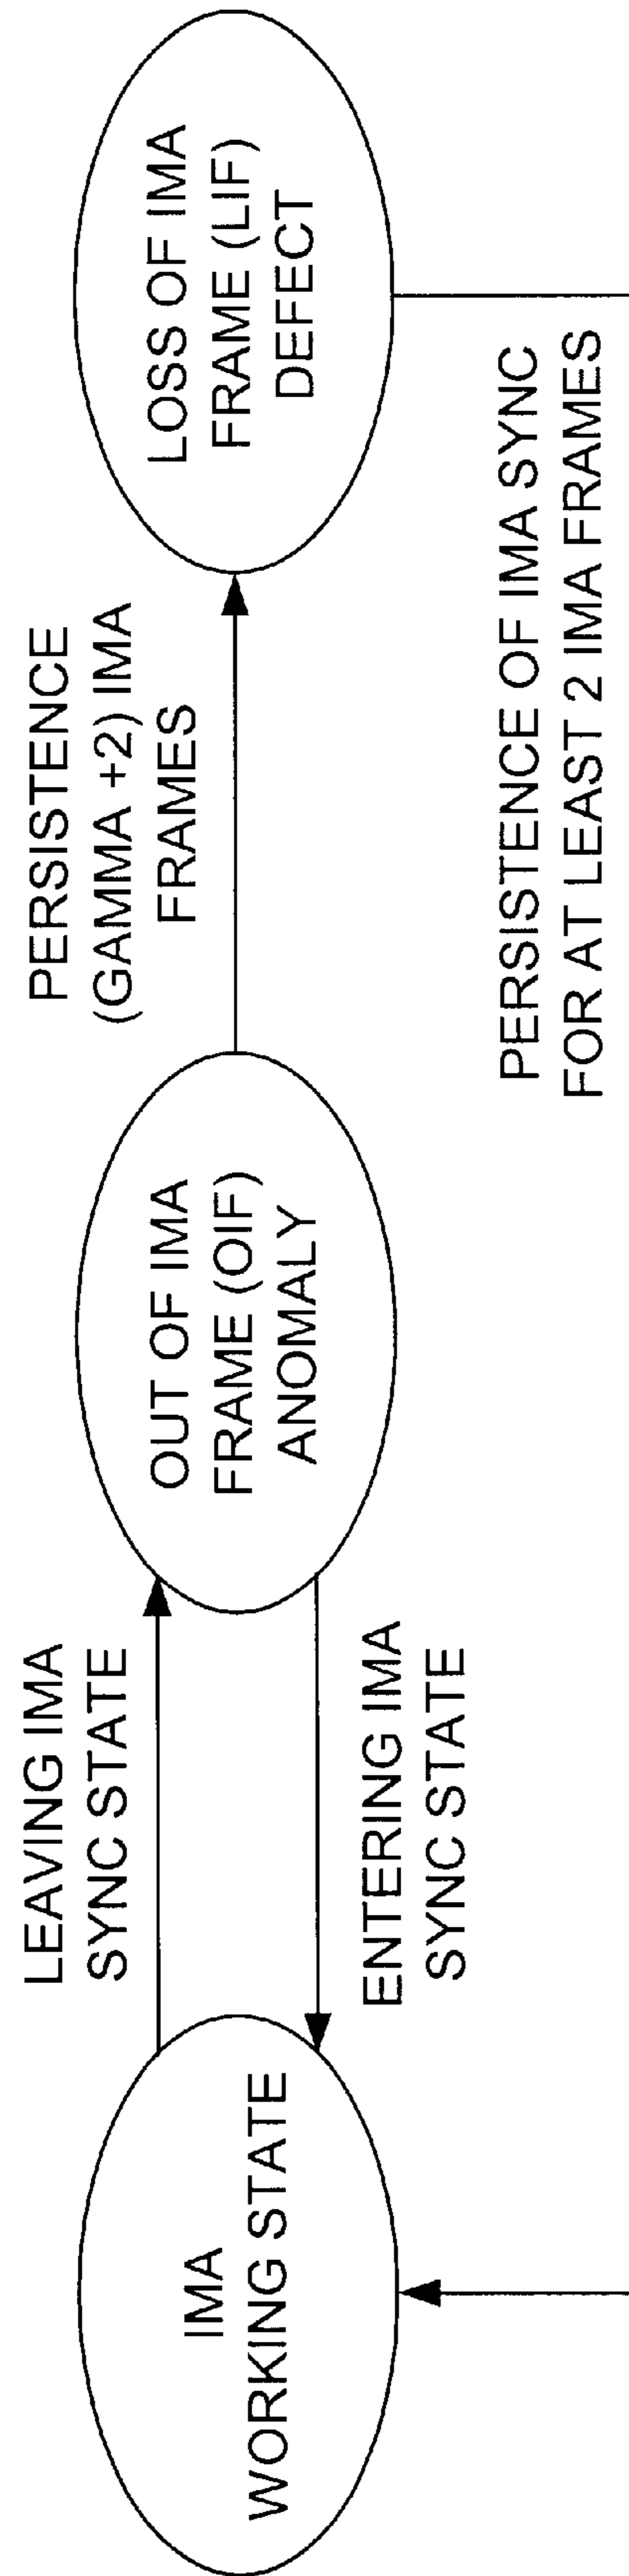 IMA
WORKING STATE
LEAVING IMA
SYNC STATE
ENTERING IMA
SYNC STATE
OUT OF IMA
FRAME (OIF)
ANOMALY
PERSISTENCE
(GAMMA +2) IMA
FRAMES
LOSS OF IMA
FRAME (LIF)
DEFECT
PERSISTENCE OF IMA SYNC
FOR AT LEAST 2 IMA FRAMES